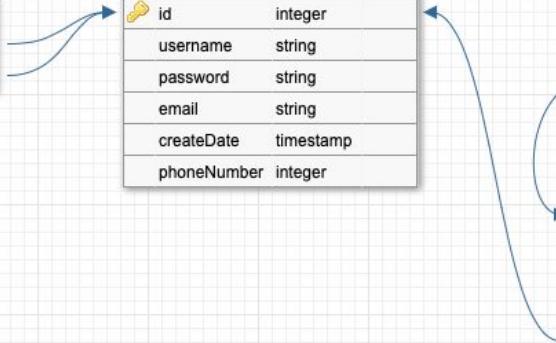 id integer
username string
password string
email string
createDate timestamp
phoneNumber integer